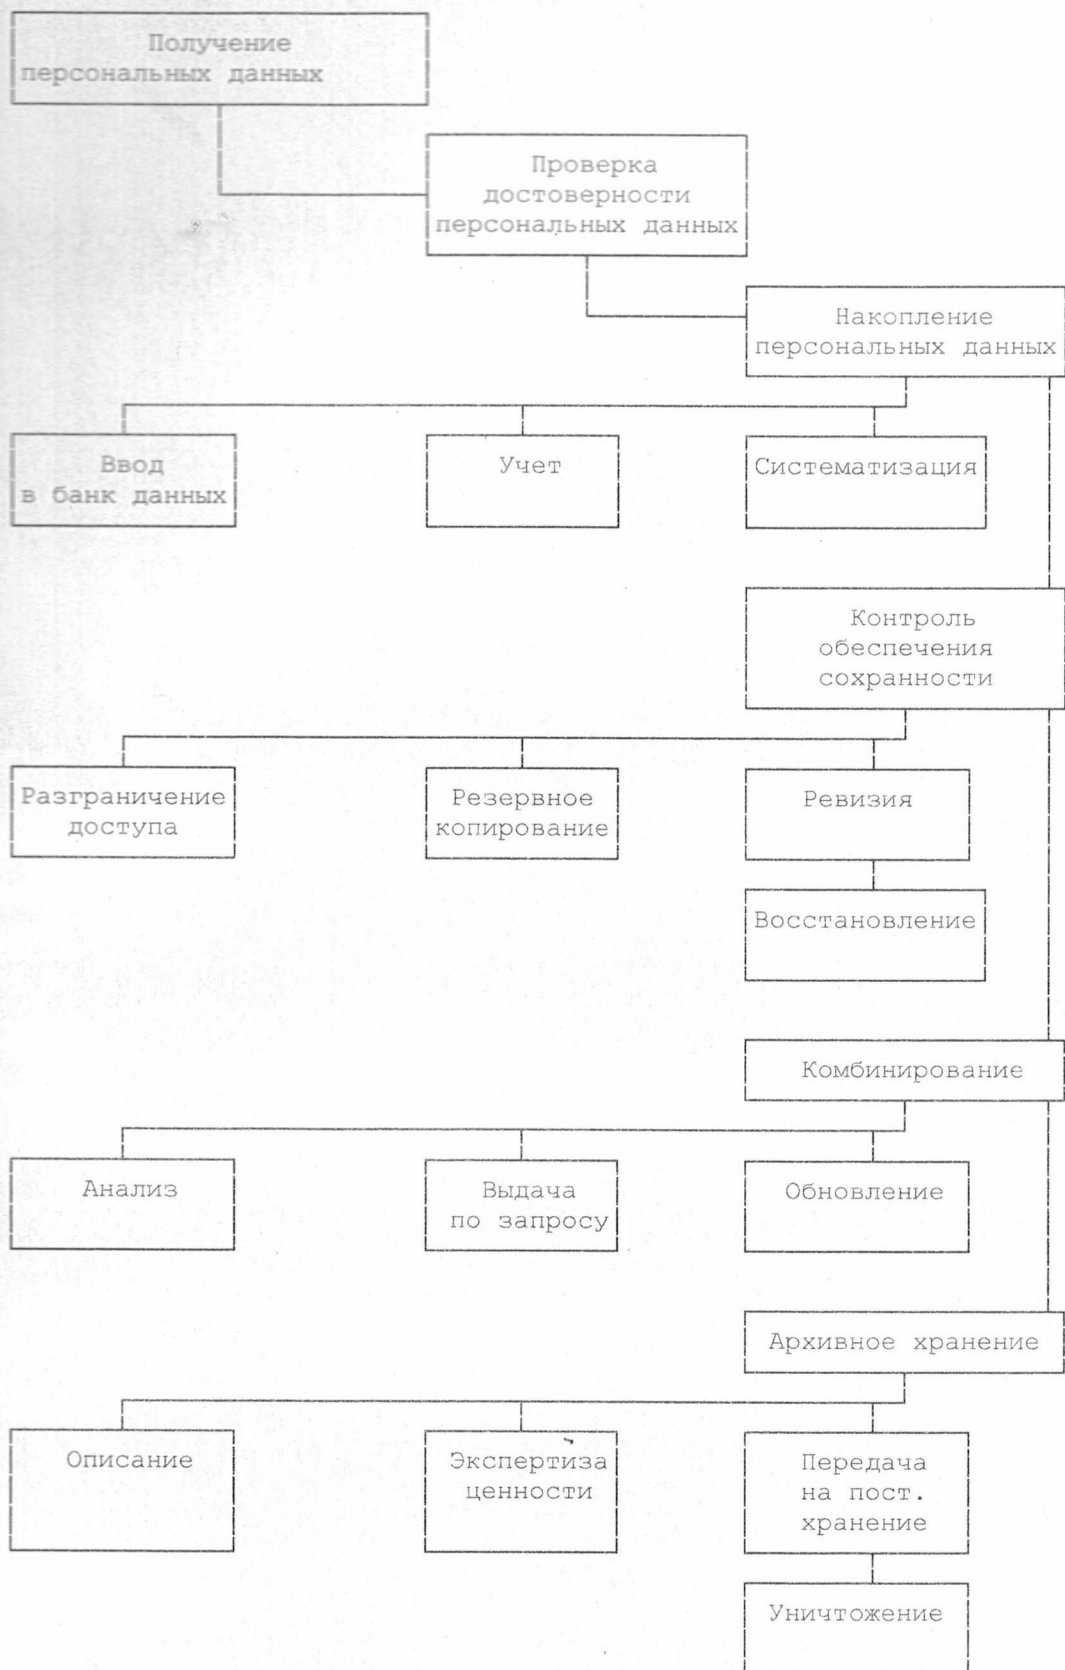 Получение
персональных данных
Проверка
достоверности
персональных данных
Накопление
персональных данных
Ввод
в банк данных
Учет
Систематизация
Контроль
обеспечения
сохранности
Разграничение
доступа
Резервное
копирование
Ревизия
Восстановление
Комбинирование
Анализ
Выдача
по запросу
Обновление
Архивное хранение
Описание
Экспертиза
ценности
Передача
на пост.
хранение
Уничтожение